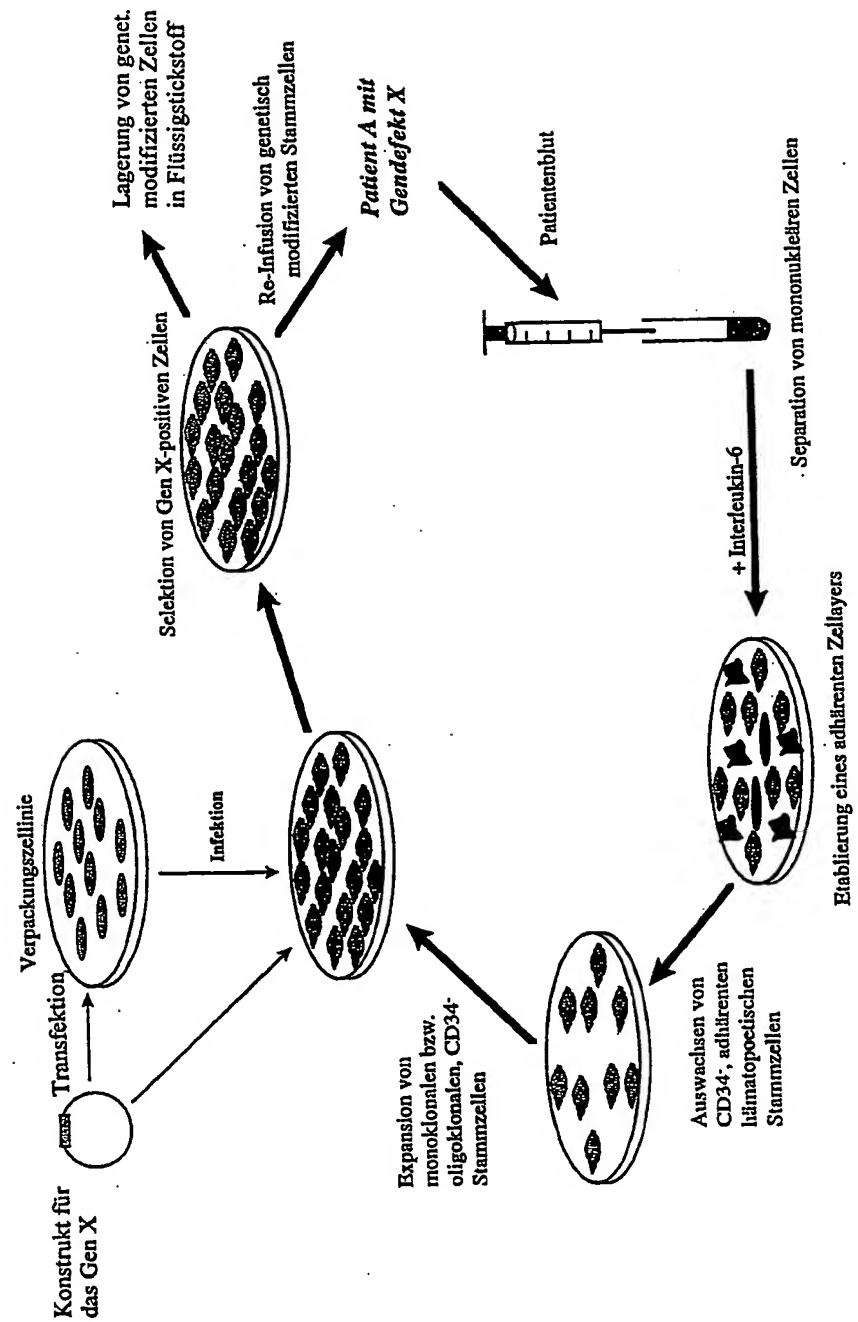 Konstrukt für
das Gen X
Transfektion
Verpackungszellinie
Infektion
Selektion von Gen X-positiven Zellen
Lagerung von genet.
modifizierten Zellen
in Flüssigstickstoff
Re-Infusion von genetisch
modifizierten Stammzellen
Patient A mit
Gendefekt X
Patientenblut
Separation von mononukleären Zellen
+ Interleukin-6
Etablierung eines adhärenten Zellayers
Auswachsen von
CD34-, adhärenten
hämatopoetischen
Stammzellen
Expansion von
monoklonalen bzw.
oligoklonalen, CD34-
Stammzellen